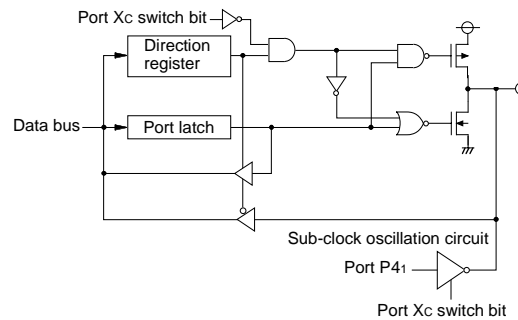 Port Xc switch bit
Direction
register
Data bus
Port latch
Sub-clock oscillation circuit
Port P41
Port Xc switch bit